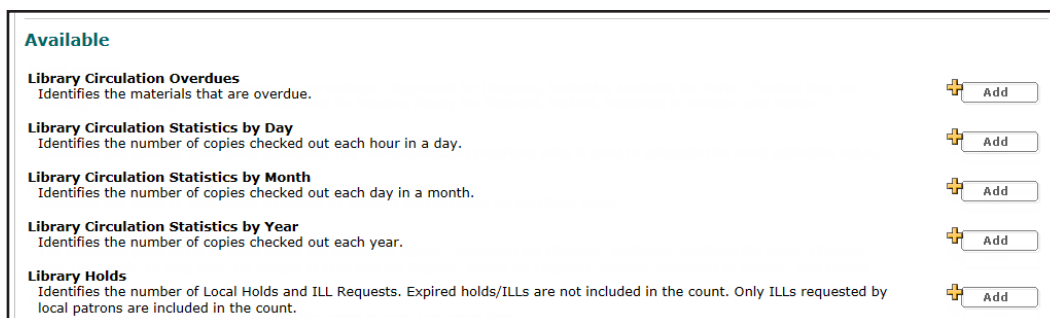 Available
Library Circulation Overdues
Identifies the materials that are overdue.
Add
Library Circulation Statistics by Day
Identifies the number of copies checked out each hour in a day.
Add
Library Circulation Statistics by Month
Identifies the number of copies checked out each day in a month.
Add
Library Circulation Statistics by Year
Identifies the number of copies checked out each year.
Add
Library Holds
Identifies the number of Local Holds and ILL Requests. Expired holds/ILLs are not included in the count. Only ILLs requested by
local patrons are included in the count.
Add